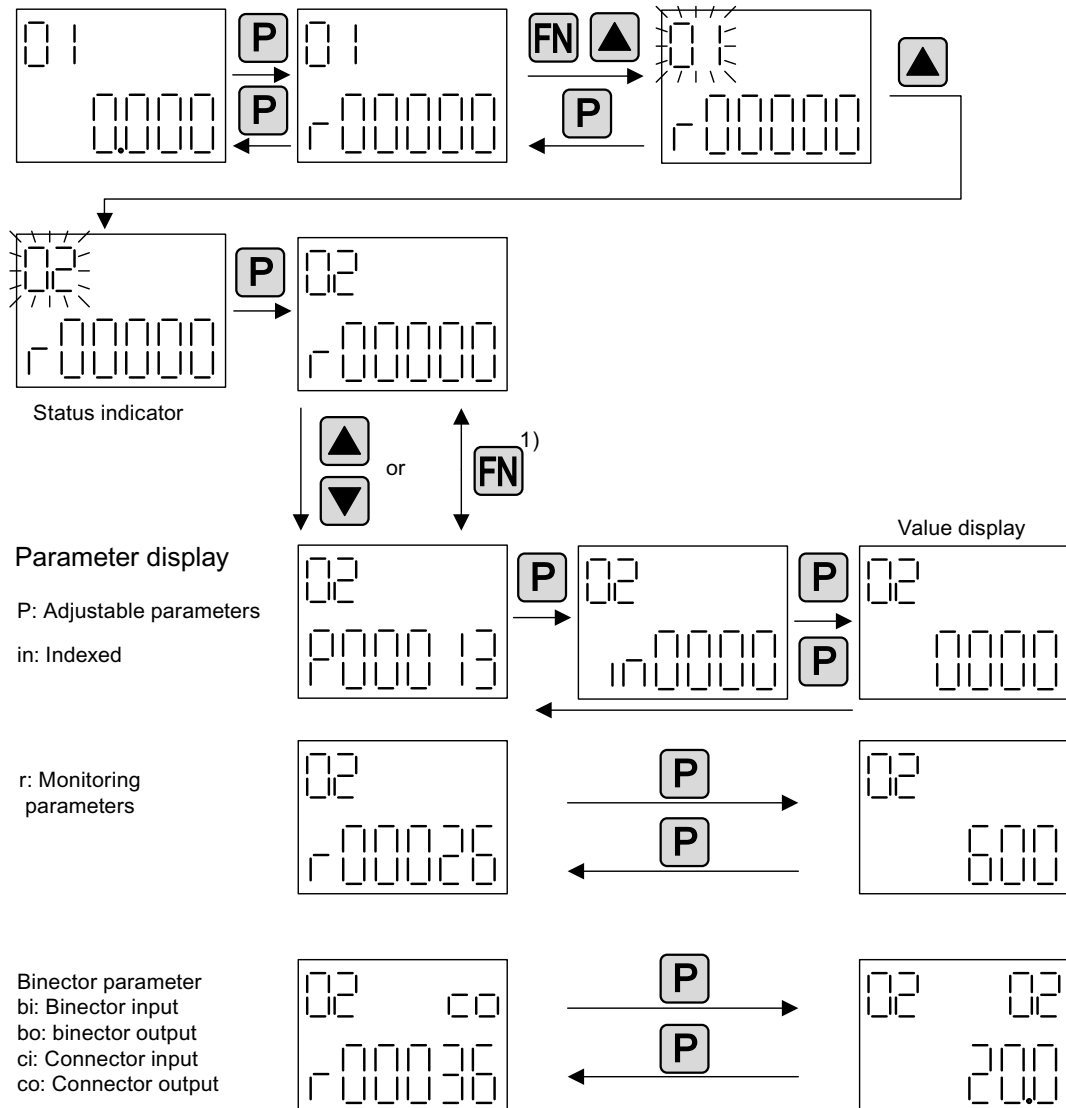 01 P 01 FN 01
0.000 P r00000 P r00000
02 P 02
r00000 r00000
Status indicator
or FN 1)
Value display
Parameter display
02 P 02 P 02
P: Adjustable parameters
in: Indexed
P00013 in0000 P 0000
02 P 02
r: Monitoring
parameters
r00026 P 600
Binector parameter
bi: Binector input
bo: binector output
ci: Connector input
co: Connector output
02 co P 02 02
r00036 P 20.0